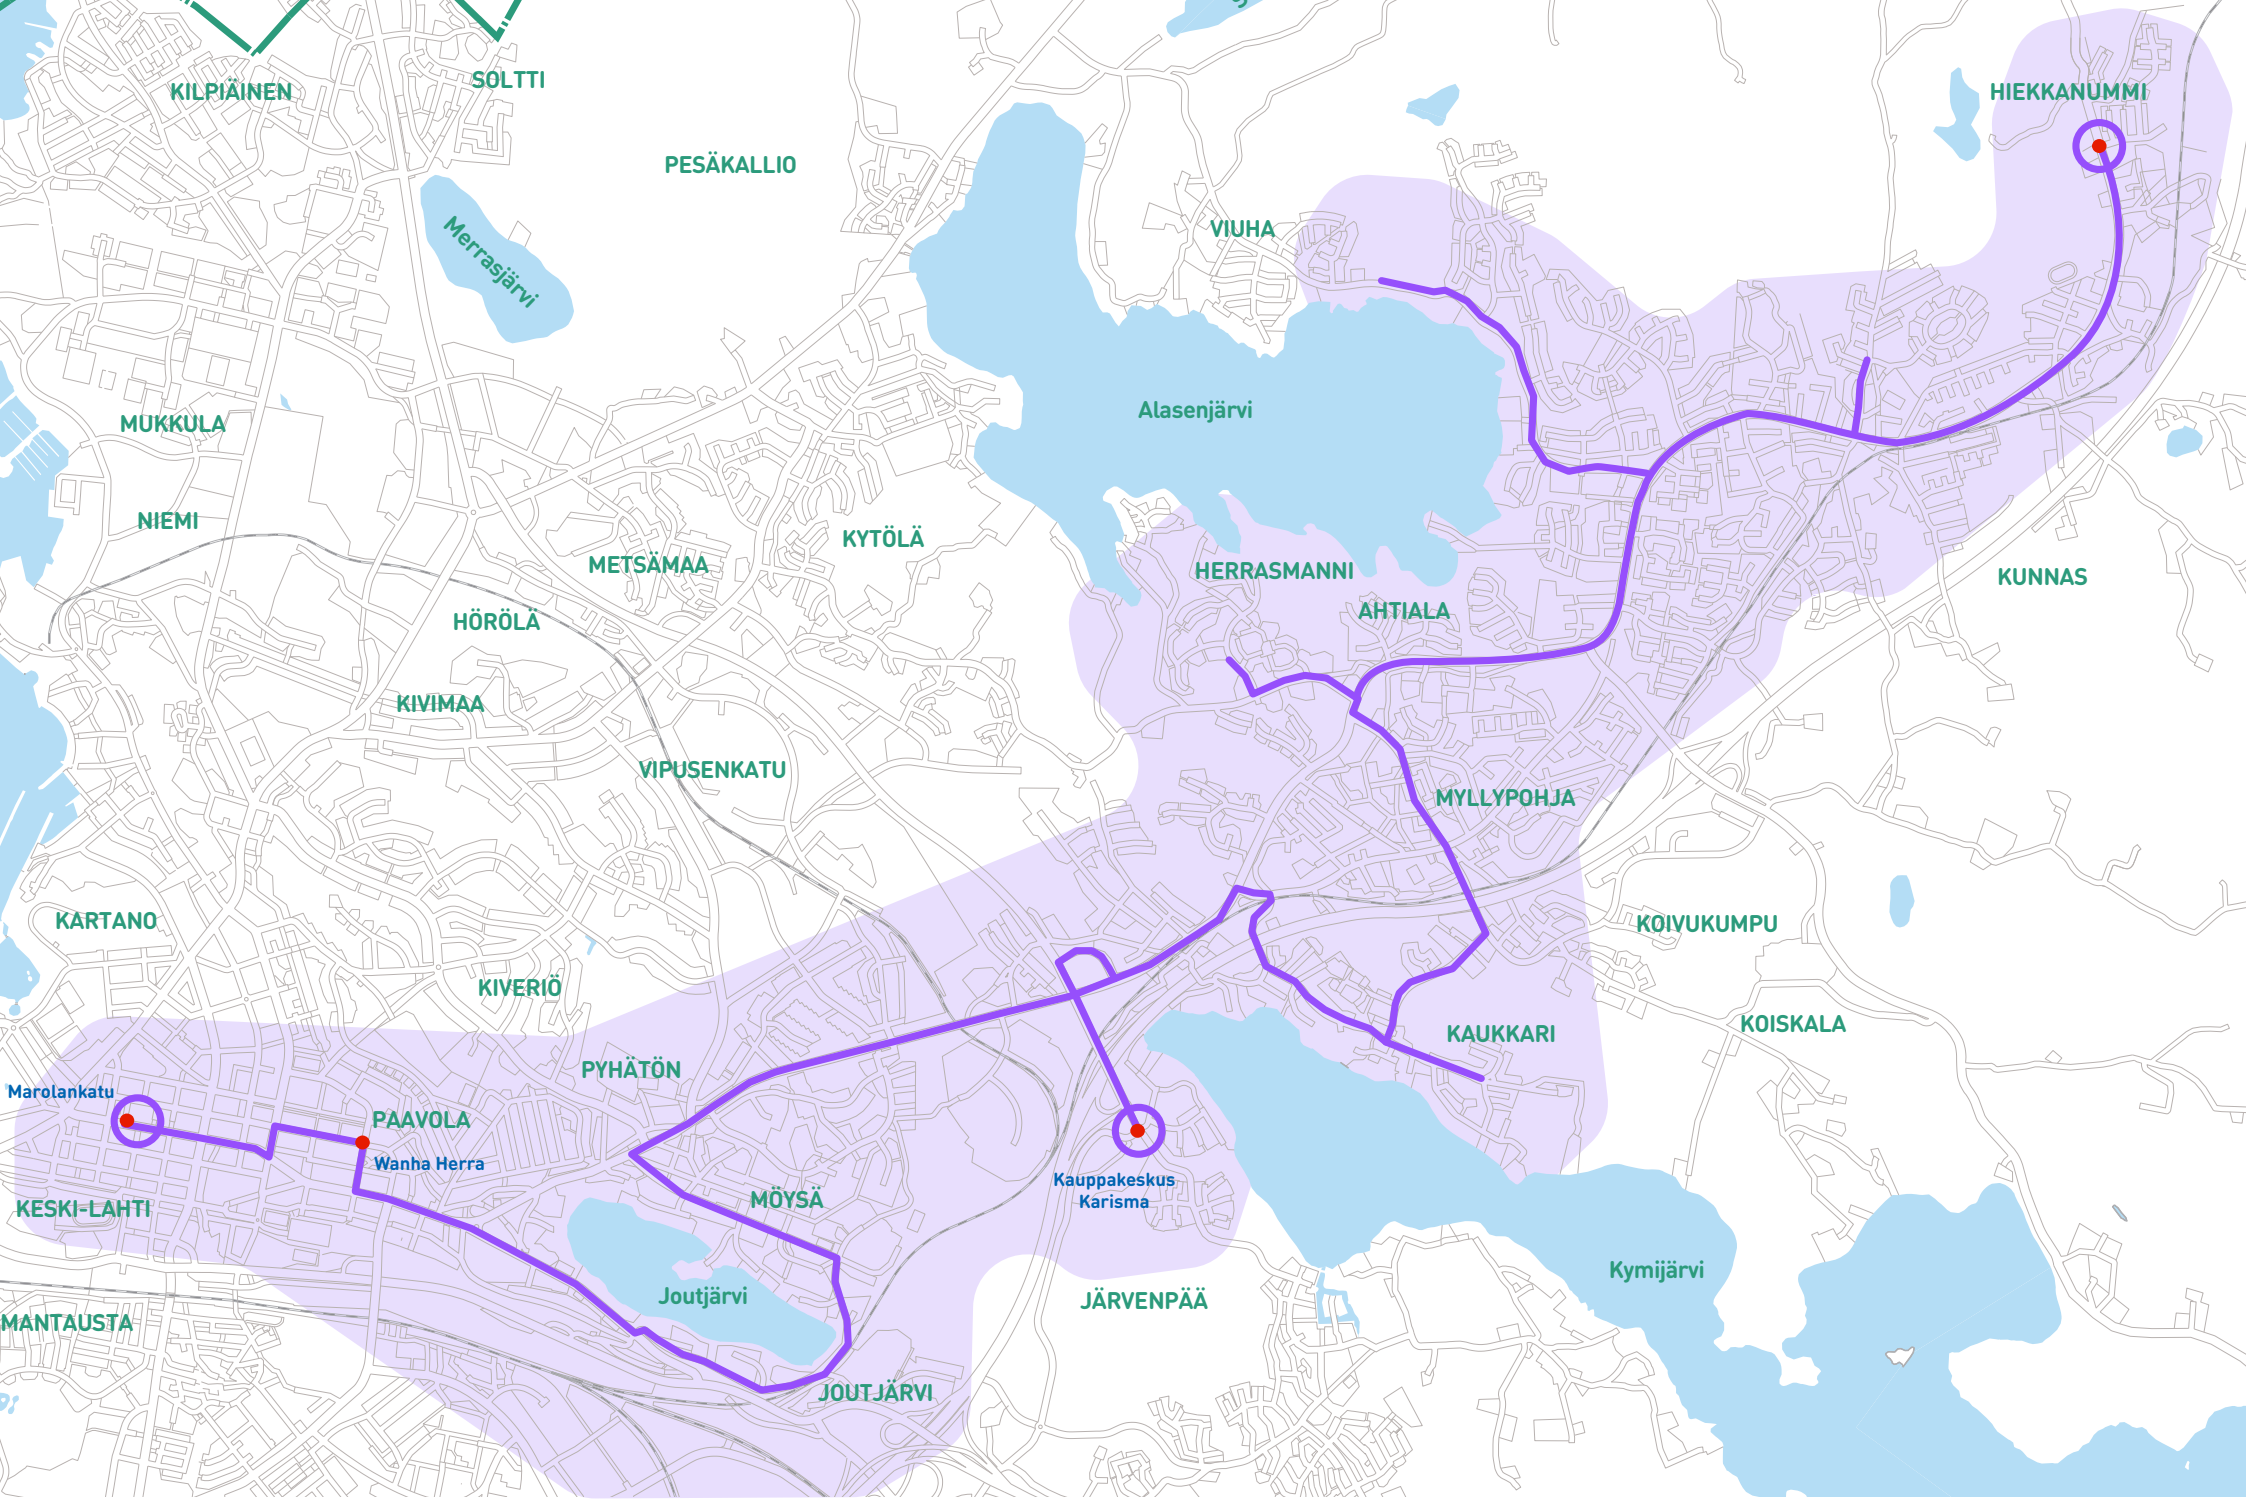 SOLTTI
KILPIÄINEN
HIEKKANUMMI
PESÄKALLIO
VIUHA
Merrasjärvi
Alasenjärvi
MUKKULA
NIEMI
KYTÖLÄ
METSÄMAA
HERRASMANNI
KUNNAS
AHTIALA
HÖRÖLÄ
KIVIMAA
VIPUSENKATU
MYLLYPOHJA
KARTANO
KOIVUKUMPU
KIVERIÖ
KOISKALA
KAUKKARI
PYHÄTÖN
Marolankatu
PAAVOLA
Wanha Herra
Kauppakeskus
Karisma
MÖYSÄ
KESKI-LAHTI
Kymijärvi
Joutjärvi
JÄRVENPÄÄ
MANTAUSTA
JOUTJÄRVI